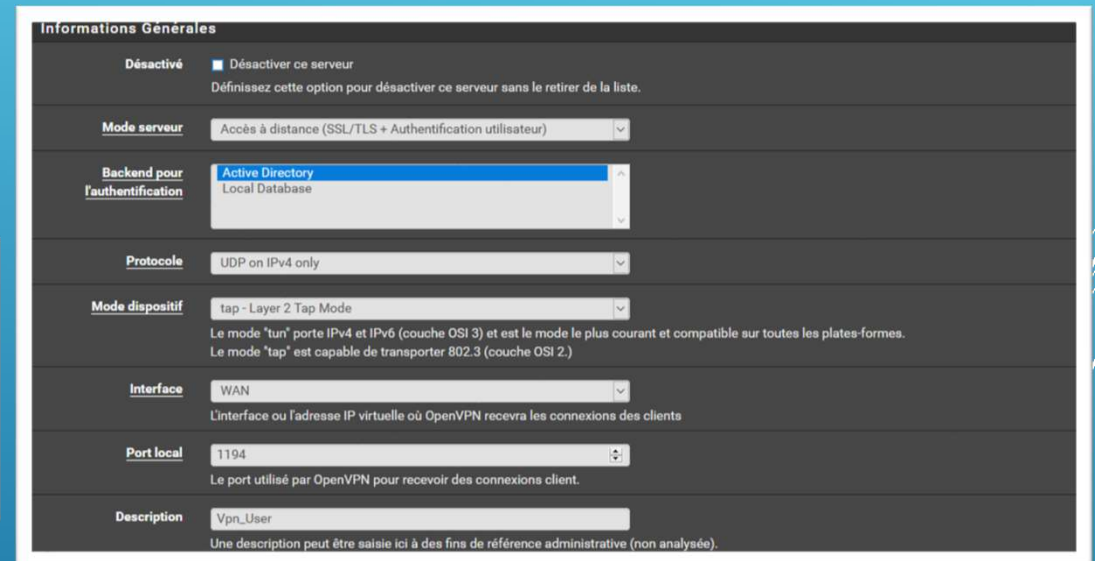 Informations Générales
Désactivé
Désactiver ce serveur
Définissez cette option pour désactiver ce serveur sans le retirer de la liste.
Mode serveur
Accès à distance (SSL/TLS + Authentification utilisateur)
Backend pour
l'authentification
Active Directory
Local Database
Protocole
UDP on IPv4 only
Mode dispositif
tap - Layer 2 Tap Mode
Le mode "tun" porte IPv4 et IPv6 (couche OSI 3) et est le mode le plus courant et compatible sur toutes les plates-formes.
Le mode "tap" est capable de transporter 802.3 (couche OSI 2.)
Interface
WAN
L'interface ou l'adresse IP virtuelle où OpenVPN recevra les connexions des clients
Port local
1194
Le port utilisé par OpenVPN pour recevoir des connexions client.
Description
Vpn_User
Une description peut être saisie ici à des fins de référence administrative (non analysée).